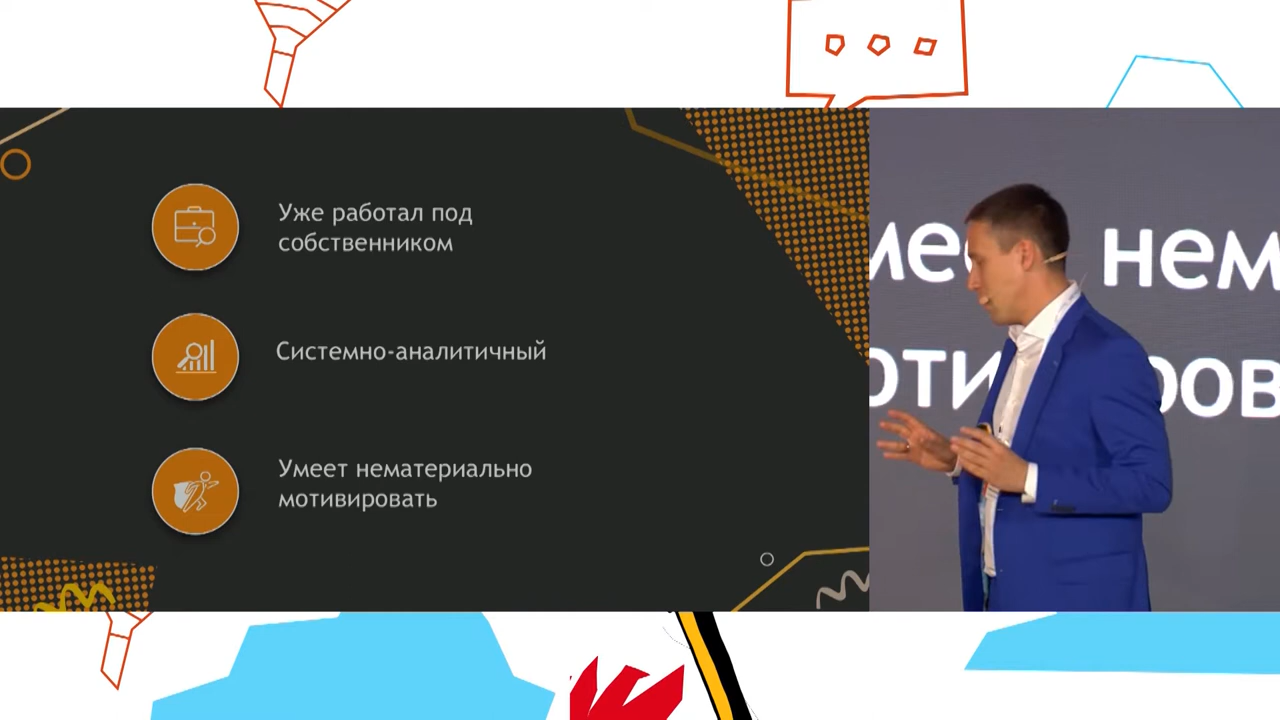 Уже работал под
собственником
Системно-аналитичный
Умеет нематериально
мотивировать